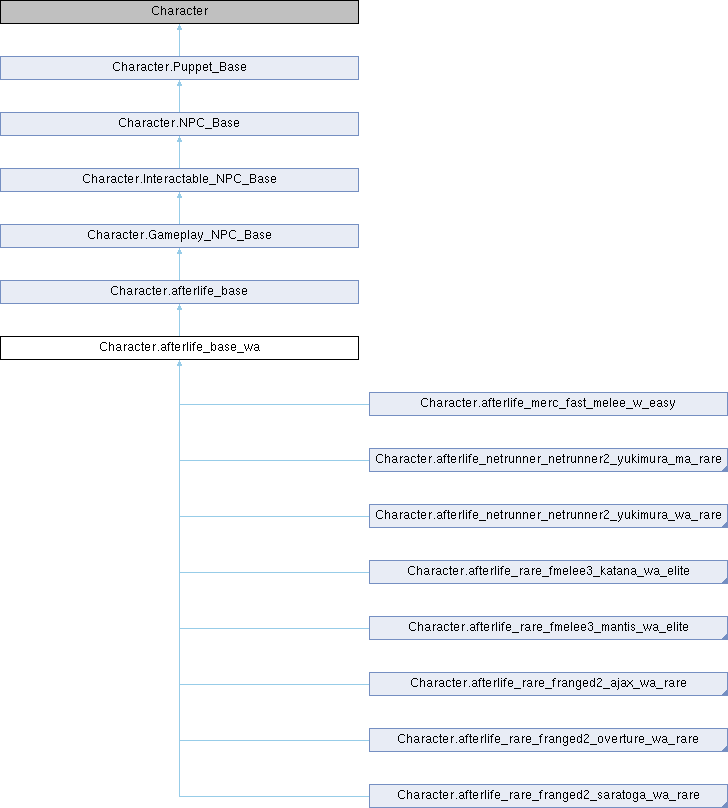 Character
Character.Puppet_Base
Character.NPC_Base
Character.Interactable_NPC_Base
Character.Gameplay_NPC_Base
Character.afterlife_base
Character.afterlife_base_wa
Character.afterlife_merc_fast_melee_w_easy
Character.afterlife_netrunner_netrunner2_yukimura_ma_rare
Character.afterlife_netrunner_netrunner2_yukimura_wa_rare
Character.afterlife_rare_fmelee3_katana_wa_elite
Character.afterlife_rare_fmelee3_mantis_wa_elite
Character.afterlife_rare_franged2_ajax_wa_rare
Character.afterlife_rare_franged2_overture_wa_rare
Character.afterlife_rare_franged2_saratoga_wa_rare